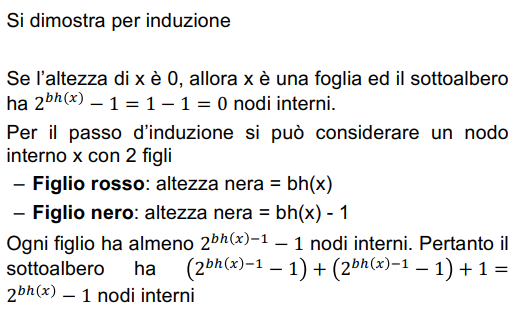 Si dimostra per induzione
Se l'altezza di x è 0, allora x è una foglia ed il sottoalbero
ha 2^{bh(x)} − 1 = 1 − 1 = 0 nodi interni.
Per il passo d'induzione si può considerare un nodo
interno x con 2 figli
– Figlio rosso: altezza nera = bh(x)
– Figlio nero: altezza nera = bh(x) - 1
Ogni figlio ha almeno 2^{bh(x)−1} − 1 nodi interni. Pertanto il
sottoalbero ha (2^{bh(x)−1} − 1) + (2^{bh(x)−1} − 1) + 1 =
2^{bh(x)} − 1 nodi interni